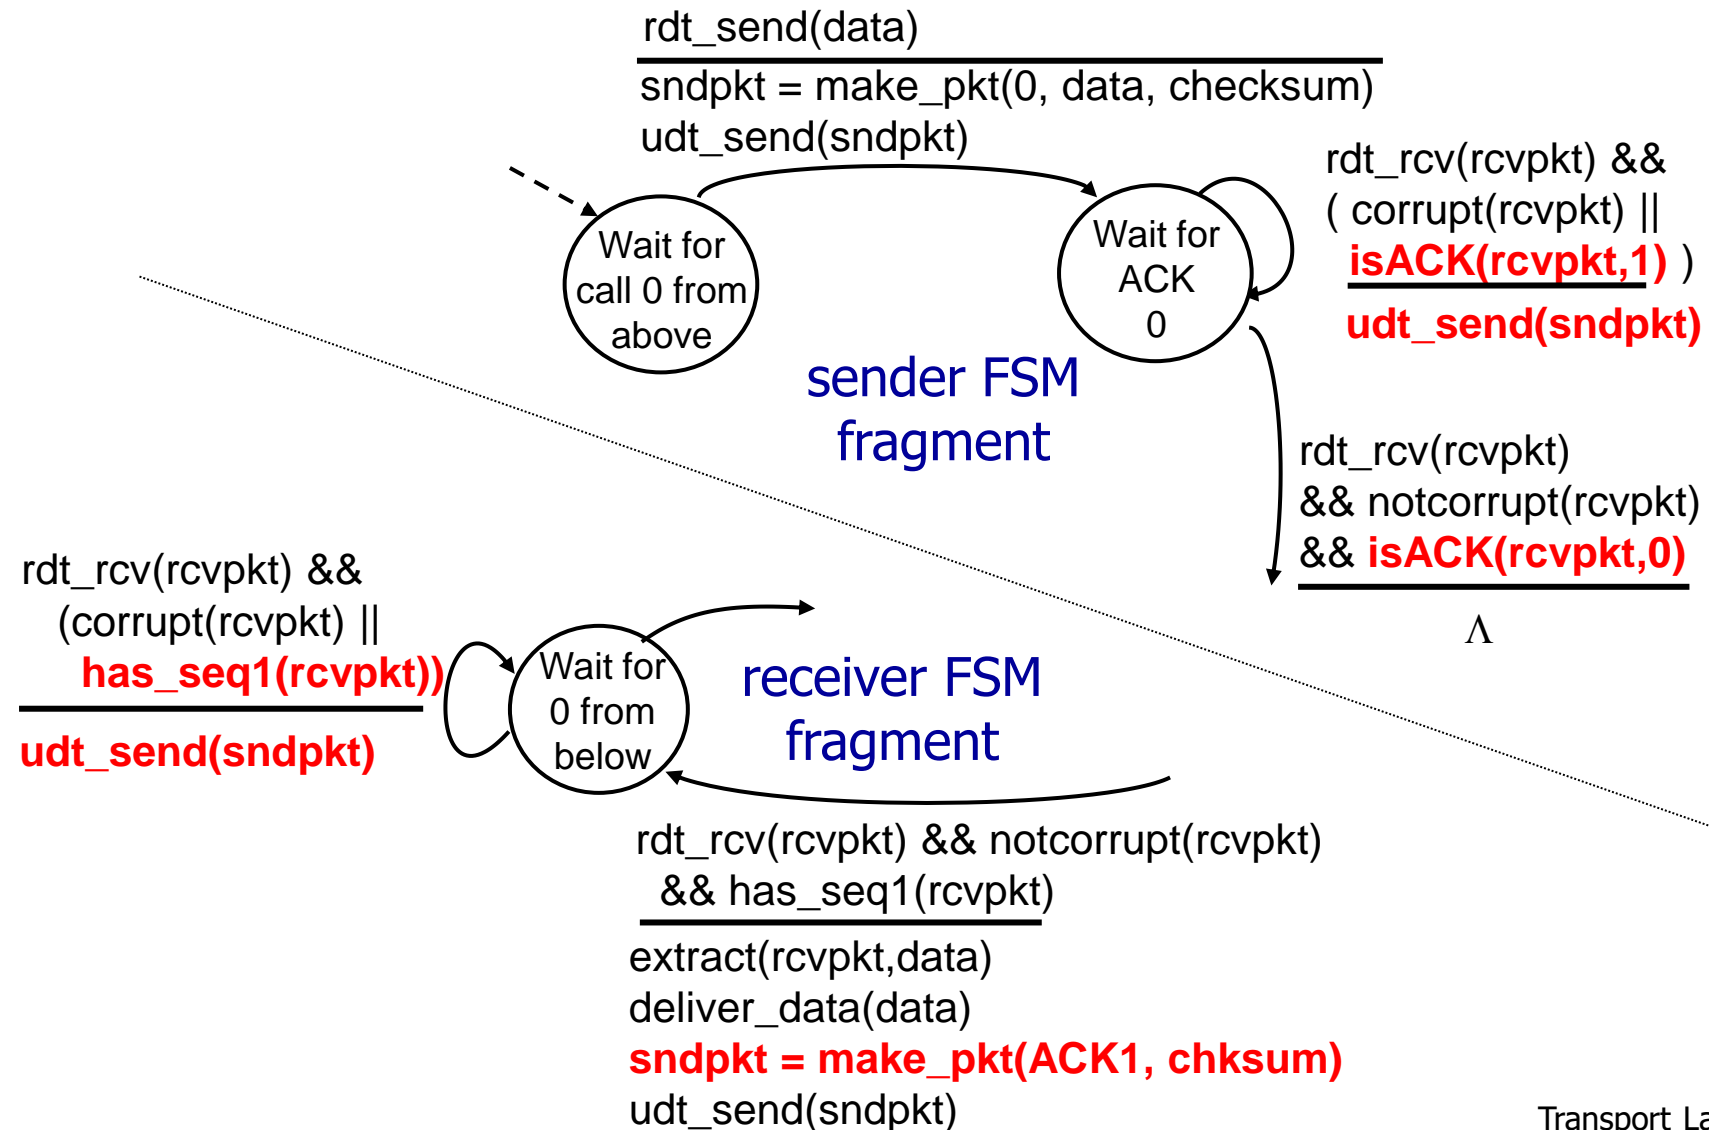 rdt_send(data)
sndpkt = make_pkt(0, data, checksum)
udt_send(sndpkt)
Wait for
call 0 from
above
Wait for
ACK
0
rdt_rcv(rcvpkt) &&
( corrupt(rcvpkt) ||
isACK(rcvpkt,1) )
udt_send(sndpkt)
sender FSM
fragment
rdt_rcv(rcvpkt)
&& notcorrupt(rcvpkt)
&& isACK(rcvpkt,0)
Λ
rdt_rcv(rcvpkt) &&
(corrupt(rcvpkt) ||
has_seq1(rcvpkt))
udt_send(sndpkt)
Wait for
0 from
below
receiver FSM
fragment
rdt_rcv(rcvpkt) && notcorrupt(rcvpkt)
&& has_seq1(rcvpkt)
extract(rcvpkt,data)
deliver_data(data)
sndpkt = make_pkt(ACK1, chksum)
udt_send(sndpkt)
Transport La